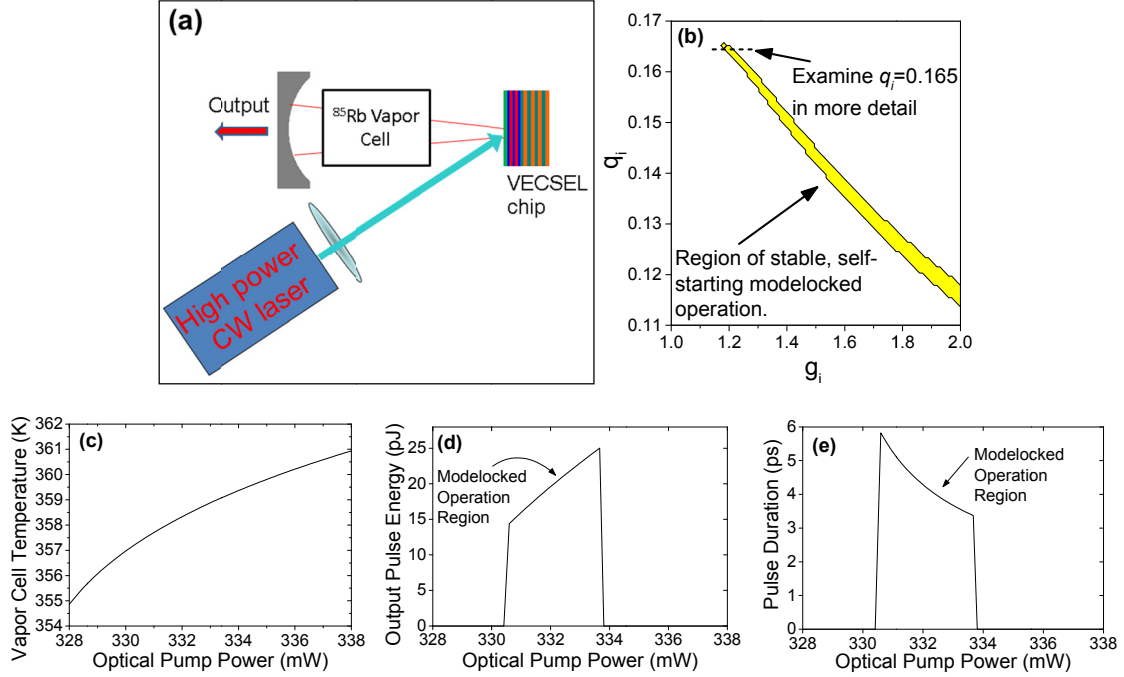 (a)
Output
⁸⁵Rb Vapor
Cell
VECSEL
chip
High power
CW laser
(b)
0.17
0.16
0.15
0.14
0.13
0.12
0.11
qᵢ
Examine qᵢ=0.165
in more detail
Region of stable, self-
starting modelocked
operation.
1.0 1.2 1.4 1.6 1.8 2.0
gᵢ
(c)
362
361
360
359
358
357
356
355
354
Vapor Cell Temperature (K)
328 330 332 334 336 338
Optical Pump Power (mW)
(d)
25
20
15
10
5
0
Output Pulse Energy (pJ)
Modelocked
Operation
Region
328 330 332 334 336 338
Optical Pump Power (mW)
(e)
6
5
4
3
2
1
0
Pulse Duration (ps)
Modelocked
Operation
Region
328 330 332 334 336 338
Optical Pump Power (mW)